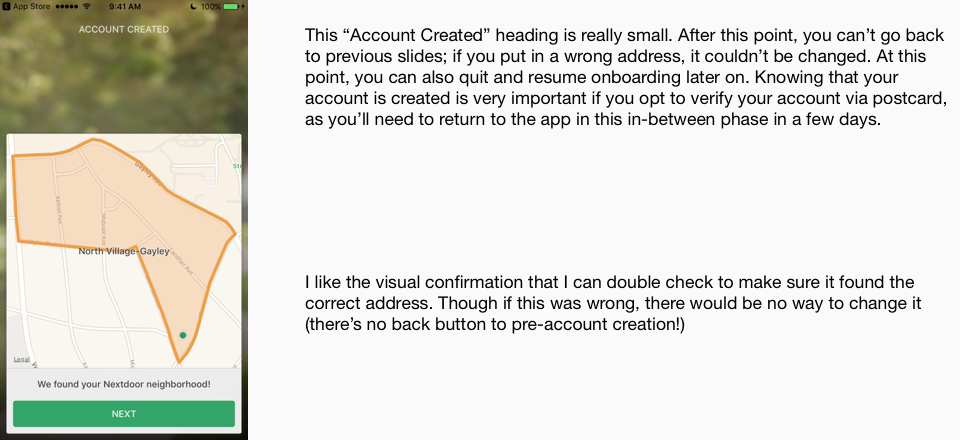 App Store 9:41 AM 100%
ACCOUNT CREATED
This “Account Created” heading is really small. After this point, you can’t go back
to previous slides; if you put in a wrong address, it couldn’t be changed. At this
point, you can also quit and resume onboarding later on. Knowing that your
account is created is very important if you opt to verify your account via postcard,
as you’ll need to return to the app in this in-between phase in a few days.
Gayley Ave
North Village-Gayley
Legal
We found your Nextdoor neighborhood!
NEXT
I like the visual confirmation that I can double check to make sure it found the
correct address. Though if this was wrong, there would be no way to change it
(there’s no back button to pre-account creation!)